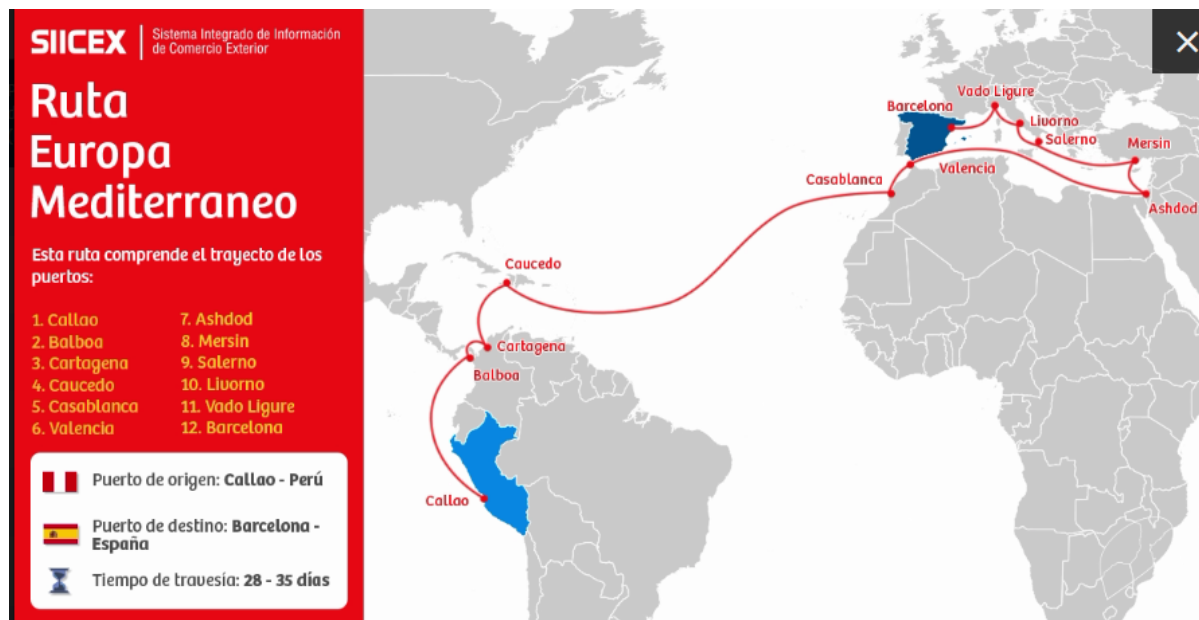 SIICEX
Sistema Integrado de Información
de Comercio Exterior
Ruta
Europa
Mediterraneo
Esta ruta comprende el trayecto de los
puertos:
1. Callao
2. Balboa
3. Cartagena
4. Caucedo
5. Casablanca
6. Valencia
7. Ashdod
8. Mersin
9. Salerno
10. Livorno
11. Vado Ligure
12. Barcelona
Puerto de origen: Callao - Perú
Puerto de destino: Barcelona -
España
Tiempo de travesía: 28 - 35 días
Vado Ligure
Barcelona
Livorno
Salerno
Mersin
Valencia
Casablanca
Ashdod
Caucedo
Cartagena
Balboa
Callao